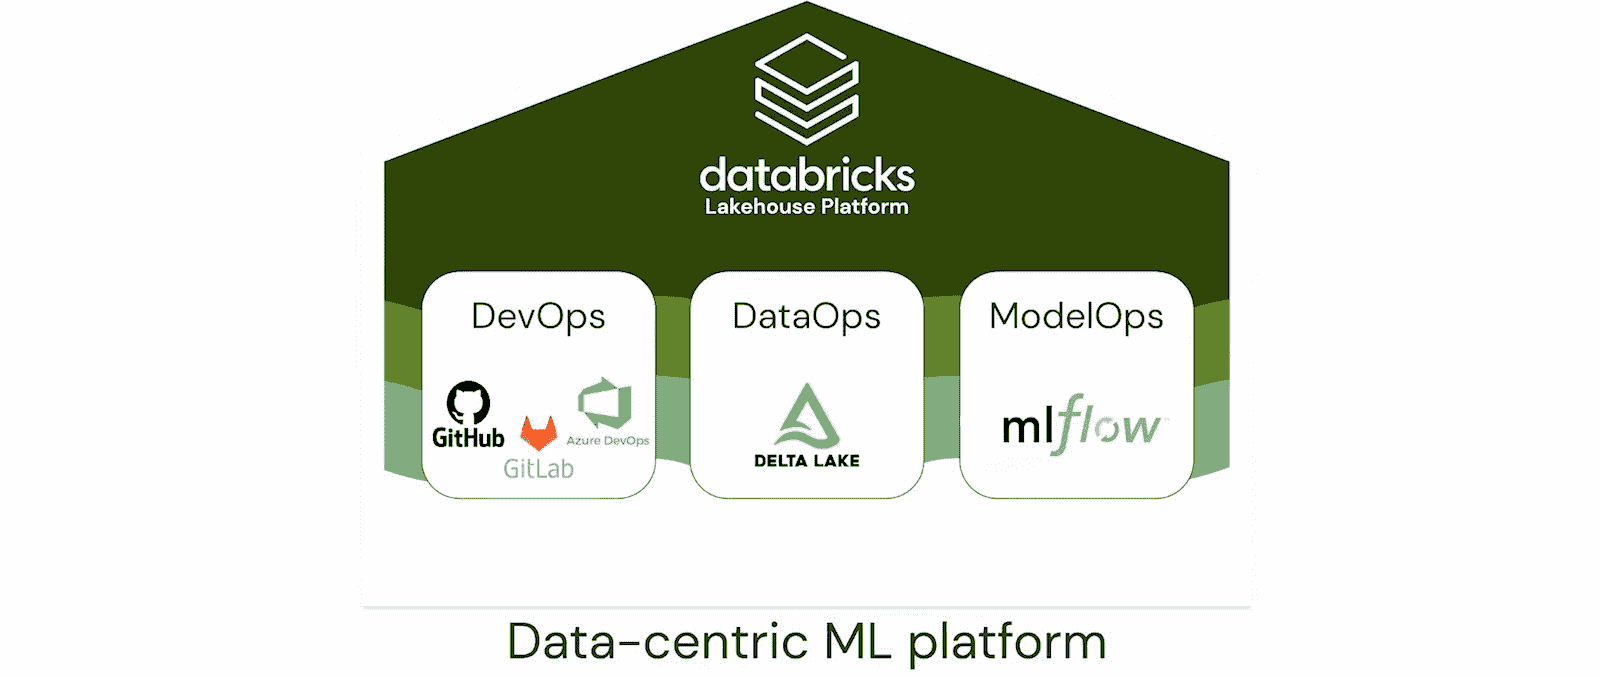 databricks
Lakehouse Platform
DevOps
DataOps
ModelOps
GitHub
GitLab
Azure DevOps
DELTA LAKE
mlflow
Data-centric ML platform